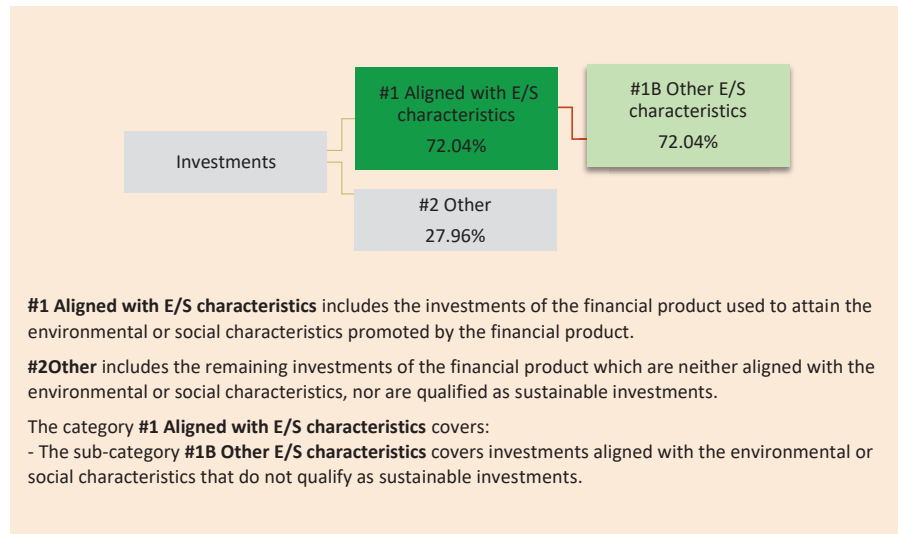 #1 Aligned with E/S
characteristics
72.04%
#1B Other E/S
characteristics
72.04%
Investments
#2 Other
27.96%
#1 Aligned with E/S characteristics includes the investments of the financial product used to attain the
environmental or social characteristics promoted by the financial product.
#2Other includes the remaining investments of the financial product which are neither aligned with the
environmental or social characteristics, nor are qualified as sustainable investments.
The category #1 Aligned with E/S characteristics covers:
- The sub-category #1B Other E/S characteristics covers investments aligned with the environmental or
social characteristics that do not qualify as sustainable investments.